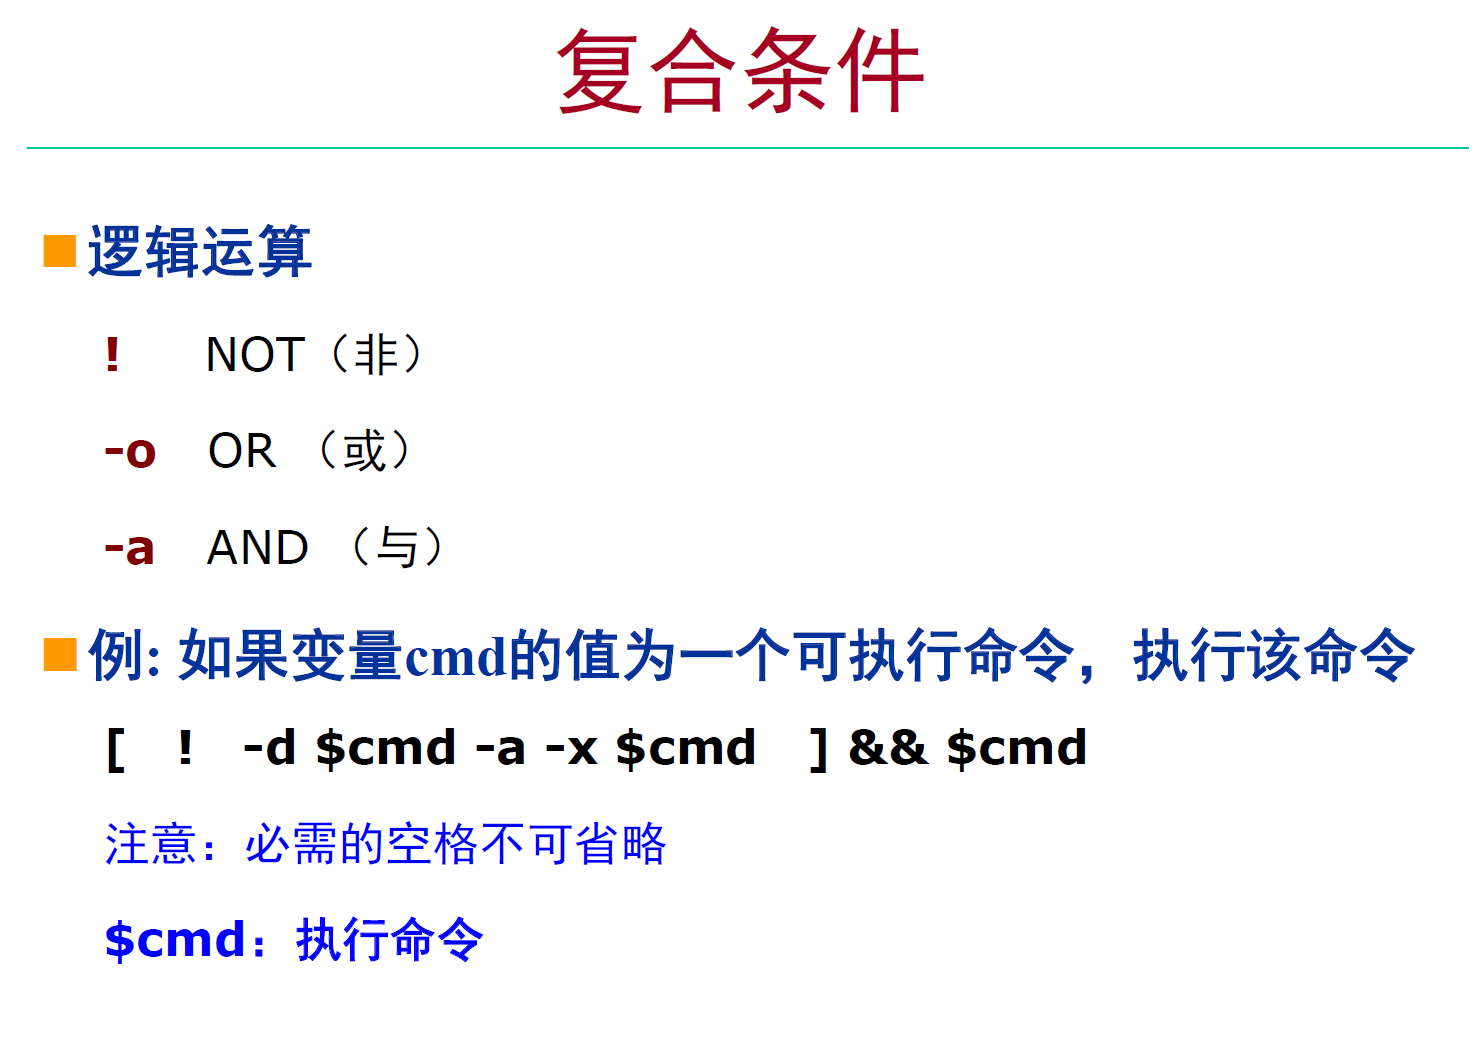 复合条件
逻辑运算
! NOT（非）
-o OR （或）
-a AND （与）
例: 如果变量cmd的值为一个可执行命令，执行该命令
[ ! -d $cmd -a -x $cmd ] && $cmd
注意：必需的空格不可省略
$cmd：执行命令